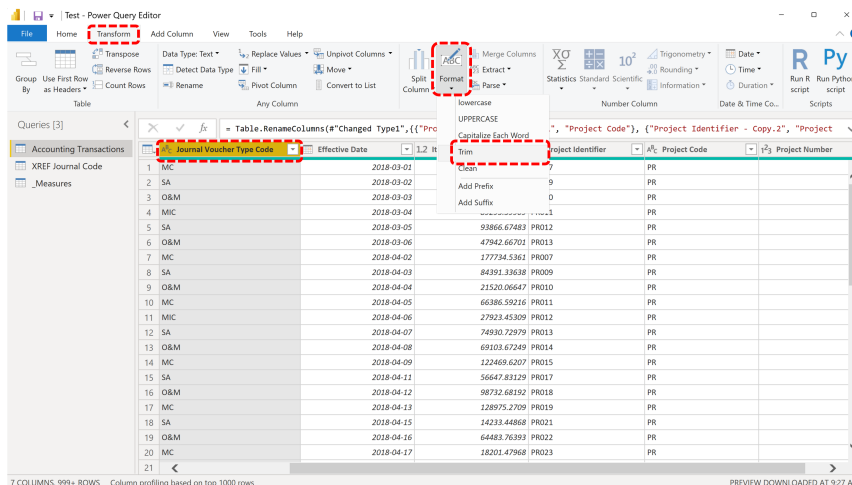 Test - Power Query Editor
File Home Transform Add Column View Tools Help
Group By
Use First Row as Headers
Transpose
Reverse Rows
Count Rows
Table
Data Type: Text
Detect Data Type
Rename
Replace Values
Fill
Pivot Column
Unpivot Columns
Move
Convert to List
Any Column
Split Column
Format
Merge Columns
Extract
Parse
Statistics Standard Scientific
Trigonometry
Rounding
Information
Number Column
Date
Time
Duration
Date & Time Co...
Run R script
Run Python script
Scripts
lowercase
UPPERCASE
Capitalize Each Word
Trim
Clean
Add Prefix
Add Suffix
Queries [3]
Accounting Transactions
XREF Journal Code
_Measures
= Table.RenameColumns(#"Changed Type1",{{"Pro ", "Project Code"}, {"Project Identifier - Copy.2", "Project
Journal Voucher Type Code Effective Date 1.2 roject Identifier Project Code Project Number
1 MC 2018-03-01 7 PR
2 SA 2018-03-02 9 PR
3 O&M 2018-03-03 0 PR
4 MIC 2018-03-04 PR
5 SA 2018-03-05 93866.67483 PR012 PR
6 O&M 2018-03-06 47942.66701 PR013 PR
7 MC 2018-04-02 177734.5361 PR007 PR
8 SA 2018-04-03 84391.33638 PR009 PR
9 O&M 2018-04-04 21520.06647 PR010 PR
10 MC 2018-04-05 66386.59216 PR011 PR
11 MIC 2018-04-06 27923.45309 PR012 PR
12 SA 2018-04-07 74930.72979 PR013 PR
13 O&M 2018-04-08 69103.67249 PR014 PR
14 MC 2018-04-09 122469.6207 PR015 PR
15 SA 2018-04-11 56647.83129 PR017 PR
16 O&M 2018-04-12 98732.68192 PR018 PR
17 MC 2018-04-13 128975.2709 PR019 PR
18 SA 2018-04-15 14233.44868 PR021 PR
19 O&M 2018-04-16 64483.76393 PR022 PR
20 MC 2018-04-17 18201.47968 PR023 PR
21
7 COLUMNS, 999+ ROWS Column profiling based on top 1000 rows PREVIEW DOWNLOADED AT 9:27 A